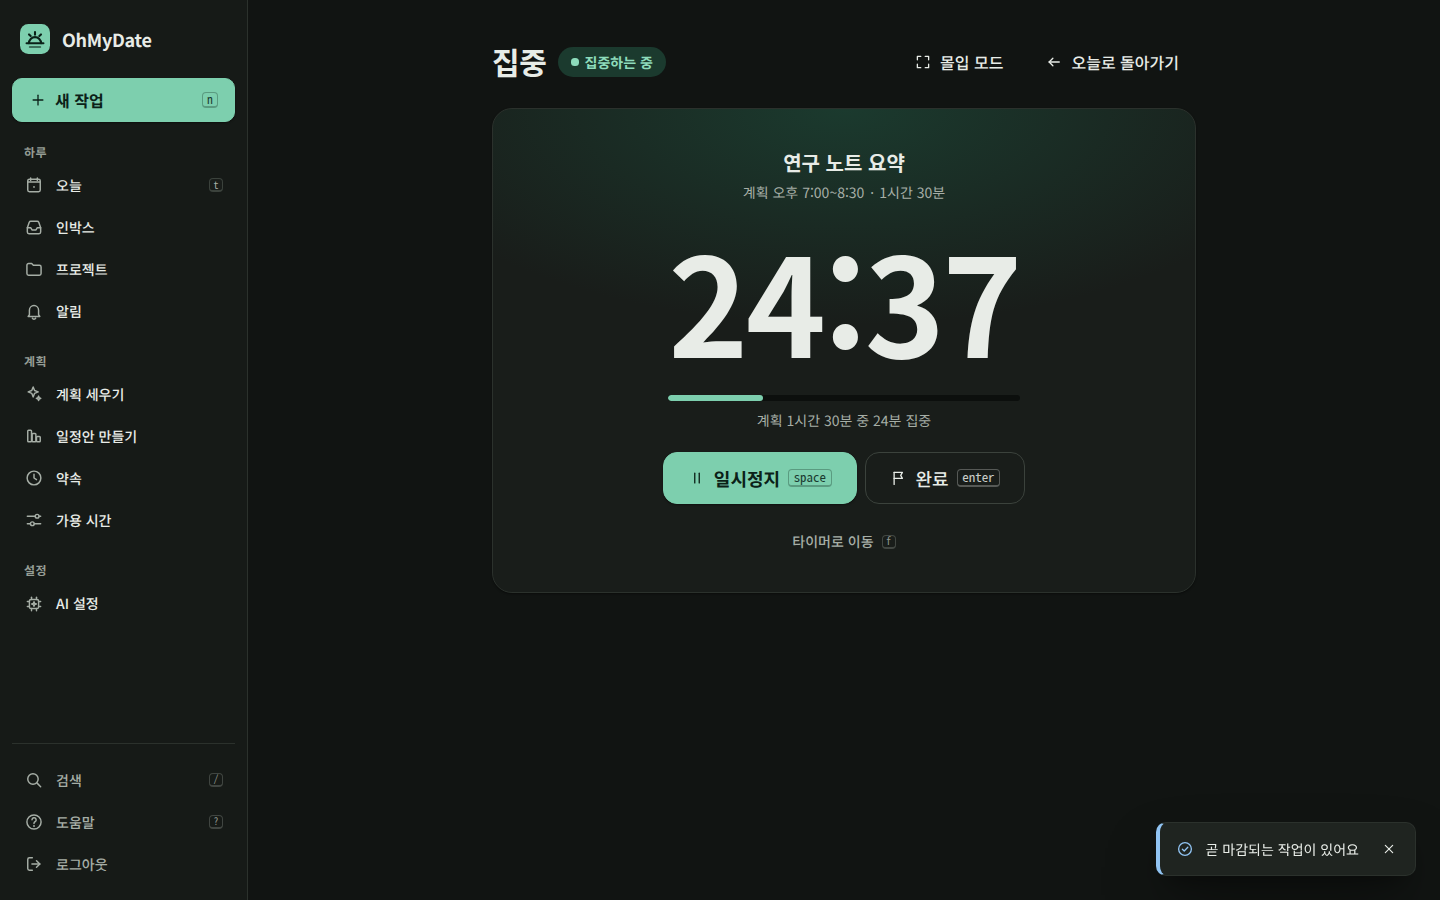 OhMyDate
새 작업
n
하루
오늘
t
인박스
프로젝트
알림
계획
계획 세우기
일정안 만들기
약속
가용 시간
설정
AI 설정
검색
/
도움말
?
로그아웃
집중
집중하는 중
몰입 모드
오늘로 돌아가기
연구 노트 요약
계획 오후 7:00~8:30 · 1시간 30분
24:37
계획 1시간 30분 중 24분 집중
일시정지 space
완료 enter
타이머로 이동 f
곧 마감되는 작업이 있어요